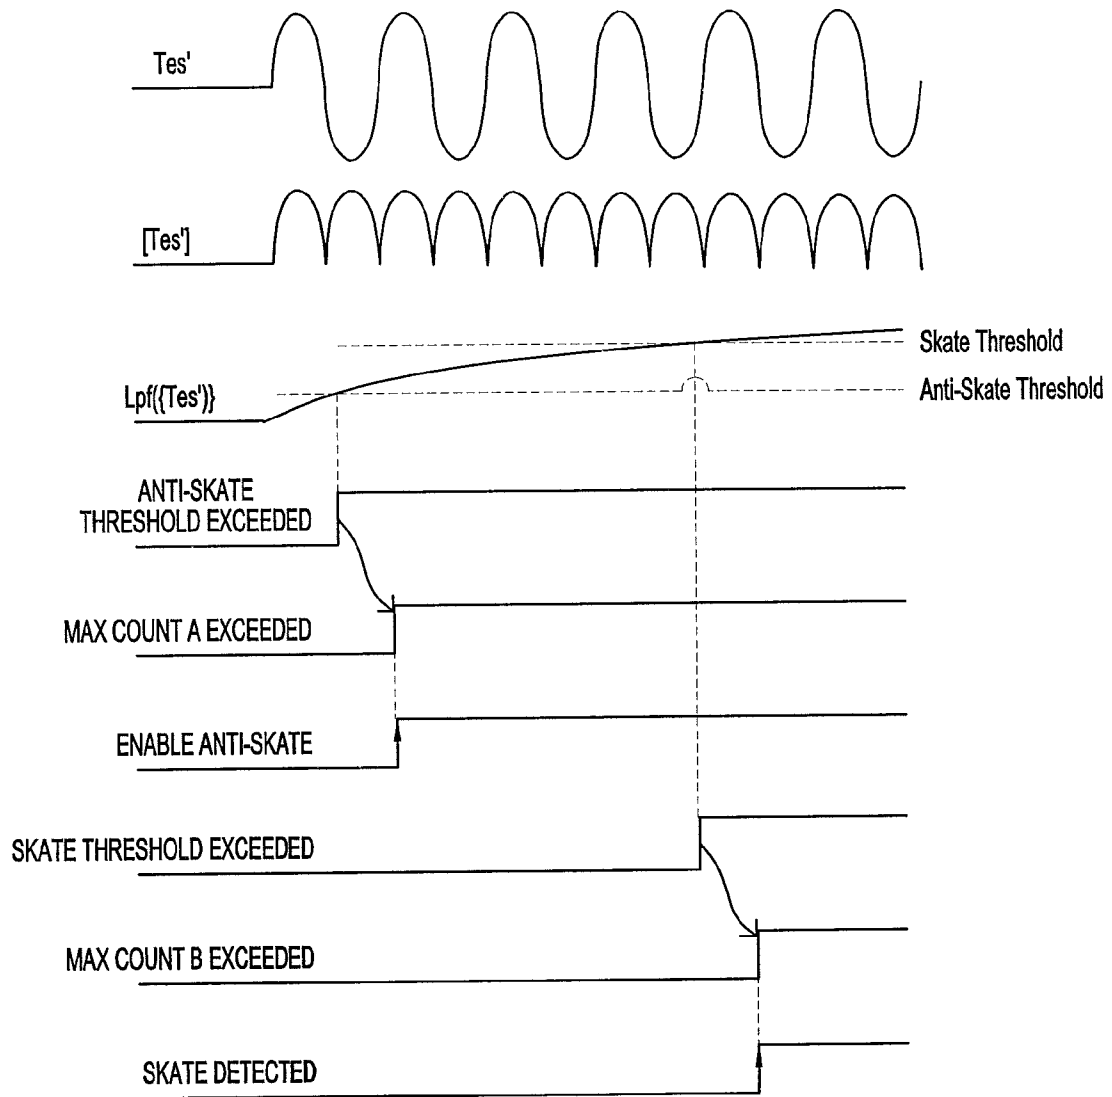 Tes'
[Tes']
Skate Threshold
Lpf({Tes')}
Anti-Skate Threshold
ANTI-SKATE
THRESHOLD EXCEEDED
MAX COUNT A EXCEEDED
ENABLE ANTI-SKATE
SKATE THRESHOLD EXCEEDED
MAX COUNT B EXCEEDED
SKATE DETECTED